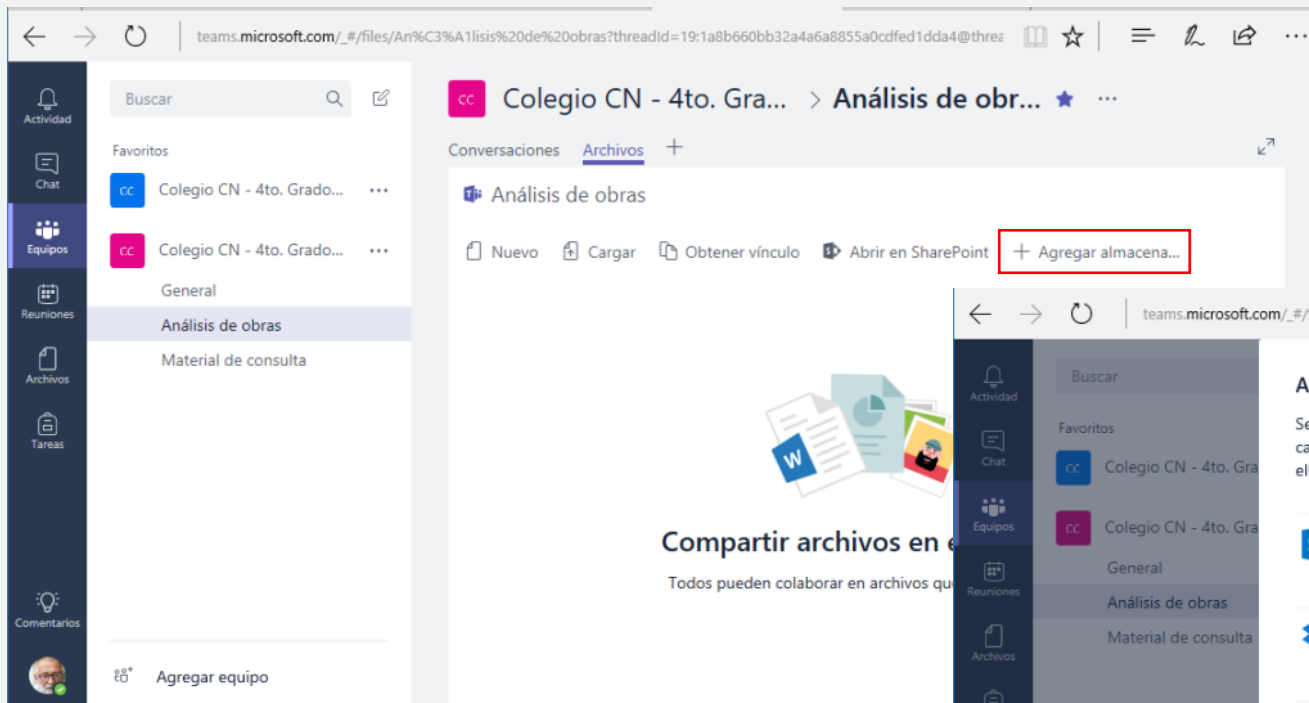 teams.microsoft.com/_#/files/An%C3%A1lisis%20de%20obras?threadId=19:1a8b660bb32a4a6a8855a0cdfed1dda4@threa
Actividad
Chat
Equipos
Reuniones
Archivos
Tareas
Comentarios
Buscar
Favoritos
CC Colegio CN - 4to. Grado... ...
CC Colegio CN - 4to. Grado... ...
General
Análisis de obras
Material de consulta
Agregar equipo
CC Colegio CN - 4to. Gra... > Análisis de obr... ...
Conversaciones Archivos +
Análisis de obras
Nuevo Cargar Obtener vínculo Abrir en SharePoint + Agregar almacena...
W
Compartir archivos en e
Todos pueden colaborar en archivos qu
teams.microsoft.com/_#/
Actividad
Chat
Equipos
Reuniones
Archivos
Buscar
Favoritos
CC Colegio CN - 4to. Gra
CC Colegio CN - 4to. Gra
General
Análisis de obras
Material de consulta
A
Se
ca
el